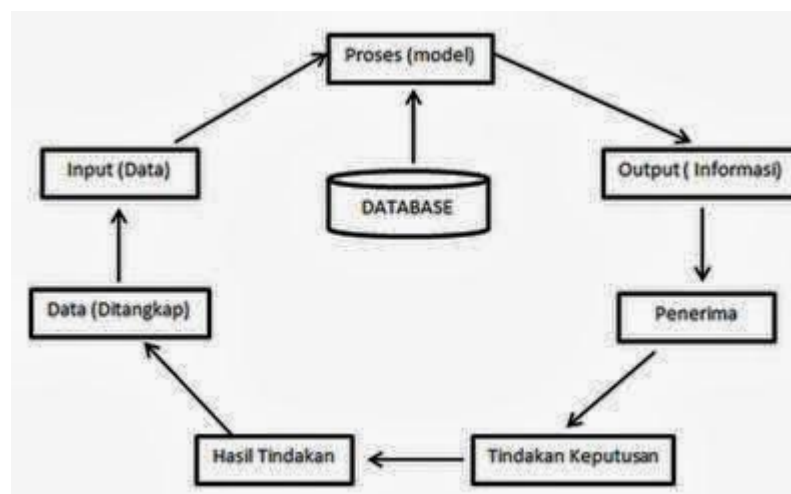 Proses (model)
Input (Data)
Output ( Informasi)
DATABASE
Data (Ditangkap)
Penerima
Hasil Tindakan
Tindakan Keputusan